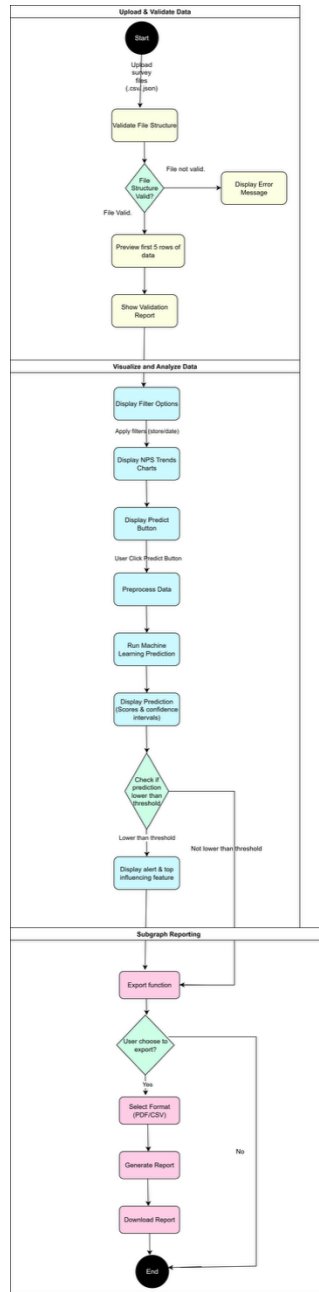 Upload & Validate Data
Start
Upload
survey
files
(.csv, .json)
Validate File Structure
File not valid.
File
Structure
Valid?
Display Error
Message
File Valid.
Preview first 5 rows of
data
Show Validation
Report
Visualize and Analyze Data
Display Filter Options
Apply filters (store/date)
Display NPS Trends
Charts
Display Predict
Button
User Click Predict Button
Preprocess Data
Run Machine
Learning Prediction
Display Prediction
(Scores & confidence
intervals)
Check if
prediction
lower than
threshold
Lower than threshold
Not lower than threshold
Display alert & top
influencing feature
Subgraph Reporting
Export function
User choose to
export?
Yes
Select Format
(PDF/CSV)
No
Generate Report
Download Report
End